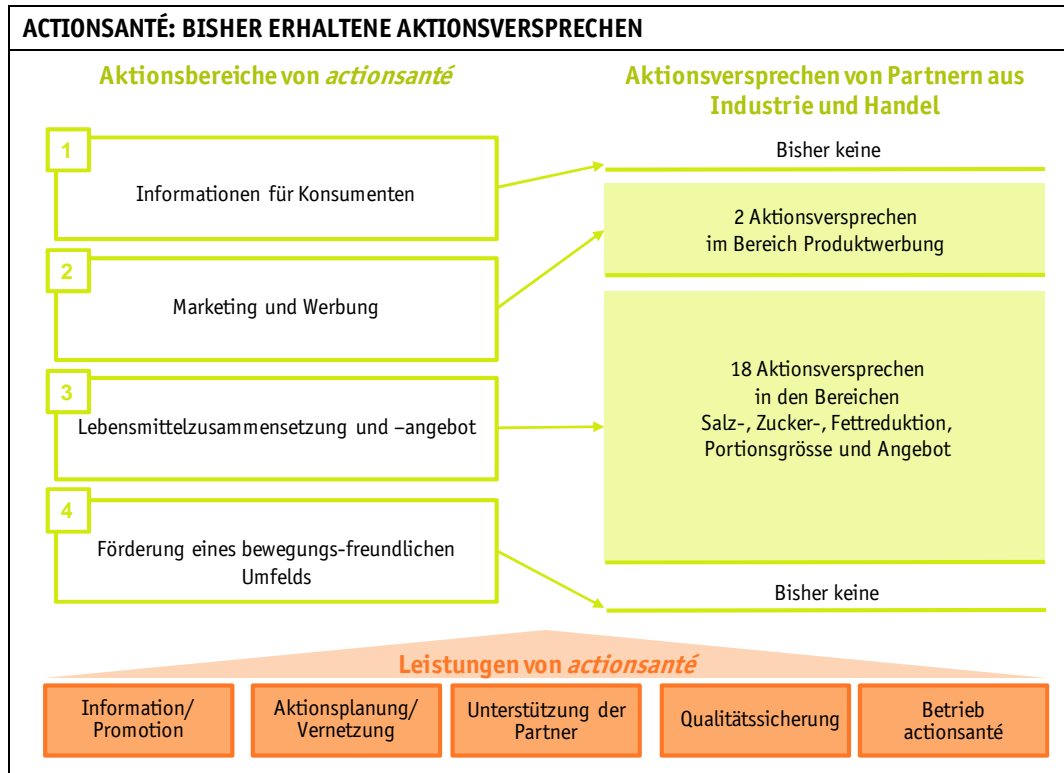 ACTIONSANTÉ: BISHER ERHALTENE AKTIONSVERSPRECHEN
Aktionsbereiche von actionsanté
Aktionsversprechen von Partnern aus
Industrie und Handel
1
Informationen für Konsumenten
Bisher keine
2
Marketing und Werbung
2 Aktionsversprechen
im Bereich Produktwerbung
3
Lebensmittelzusammensetzung und –angebot
18 Aktionsversprechen
in den Bereichen
Salz-, Zucker-, Fettreduktion,
Portionsgrösse und Angebot
4
Förderung eines bewegungs-freundlichen
Umfelds
Bisher keine
Leistungen von actionsanté
Information/
Promotion
Aktionsplanung/
Vernetzung
Unterstützung der
Partner
Qualitätssicherung
Betrieb
actionsanté